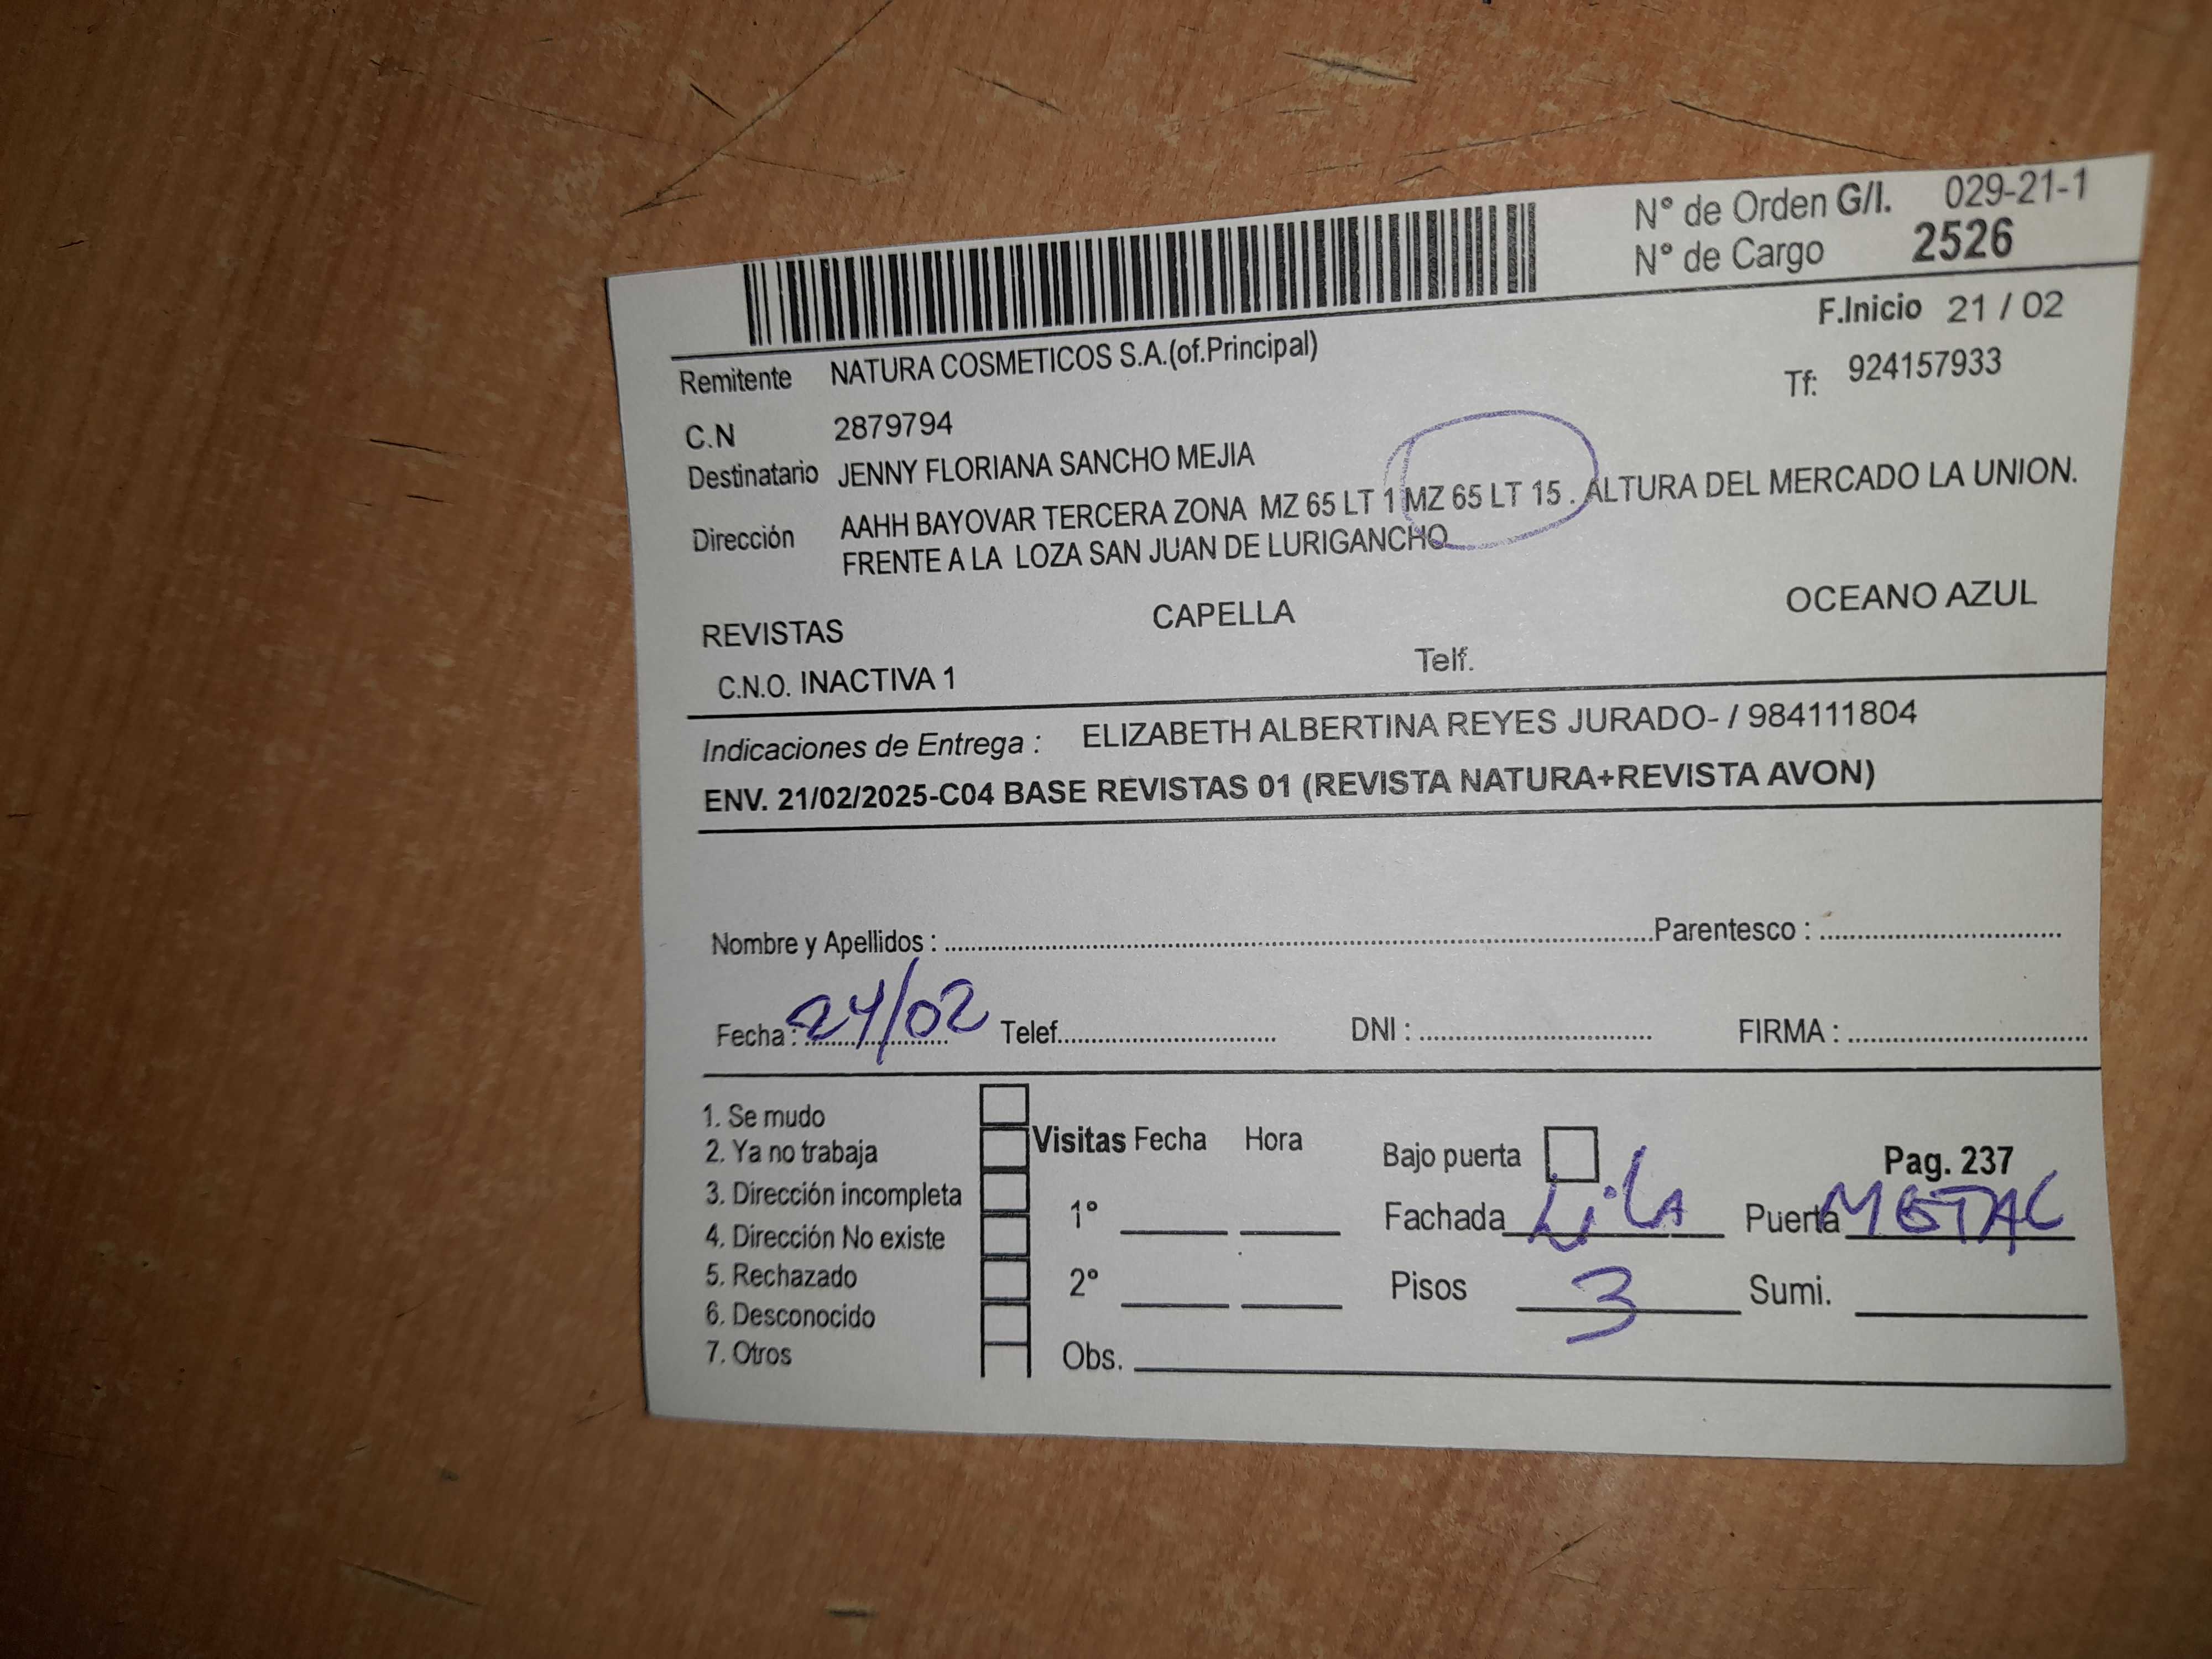 N° de Orden G/I. 029-21-1
N° de Cargo 2526
F.Inicio 21 / 02
Remitente NATURA COSMETICOS S.A.(of.Principal)
Tf: 924157933
C.N 2879794
Destinatario JENNY FLORIANA SANCHO MEJIA
Dirección AAHH BAYOVAR TERCERA ZONA MZ 65 LT 1 MZ 65 LT 15 . ALTURA DEL MERCADO LA UNION.
FRENTE A LA LOZA SAN JUAN DE LURIGANCHO
REVISTAS CAPELLA OCEANO AZUL
C.N.O. INACTIVA 1 Telf.
Indicaciones de Entrega : ELIZABETH ALBERTINA REYES JURADO- / 984111804
ENV. 21/02/2025-C04 BASE REVISTAS 01 (REVISTA NATURA+REVISTA AVON)
Nombre y Apellidos : Parentesco :
Fecha : 24/02 Telef. DNI : FIRMA :
1. Se mudo
2. Ya no trabaja
3. Dirección incompleta
4. Dirección No existe
5. Rechazado
6. Desconocido
7. Otros
Visitas Fecha Hora
1°
2°
Obs.
Bajo puerta Pag. 237
Fachada LiLA Puerta METAL
Pisos 3 Sumi.